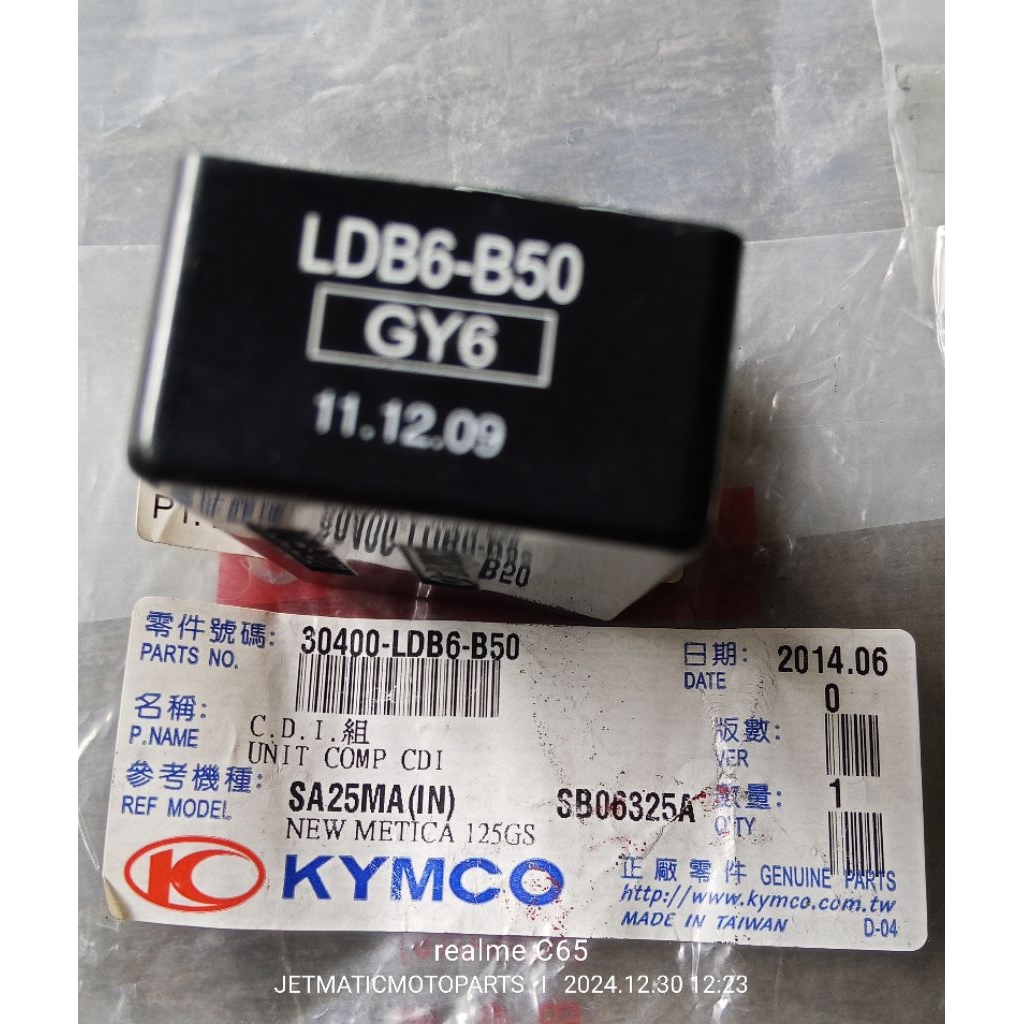 LDB6-B50
GY6
11.12.09
B20
零件號碼: 30400-LDB6-B50
PARTS NO.
日期: 2014.06
DATE
0
名稱: C.D.I.組
P.NAME UNIT COMP CDI
版數:
VER
參考機種: SA25MA(IN) SB06325A
REF MODEL NEW METICA 125GS
數量: 1
Q'TY
KYMCO
正廠零件 GENUINE PARTS
http://www.kymco.com.tw
MADE IN TAIWAN D-04
realme C65
JETMATICMOTOPARTS | 2024.12.30 12:23